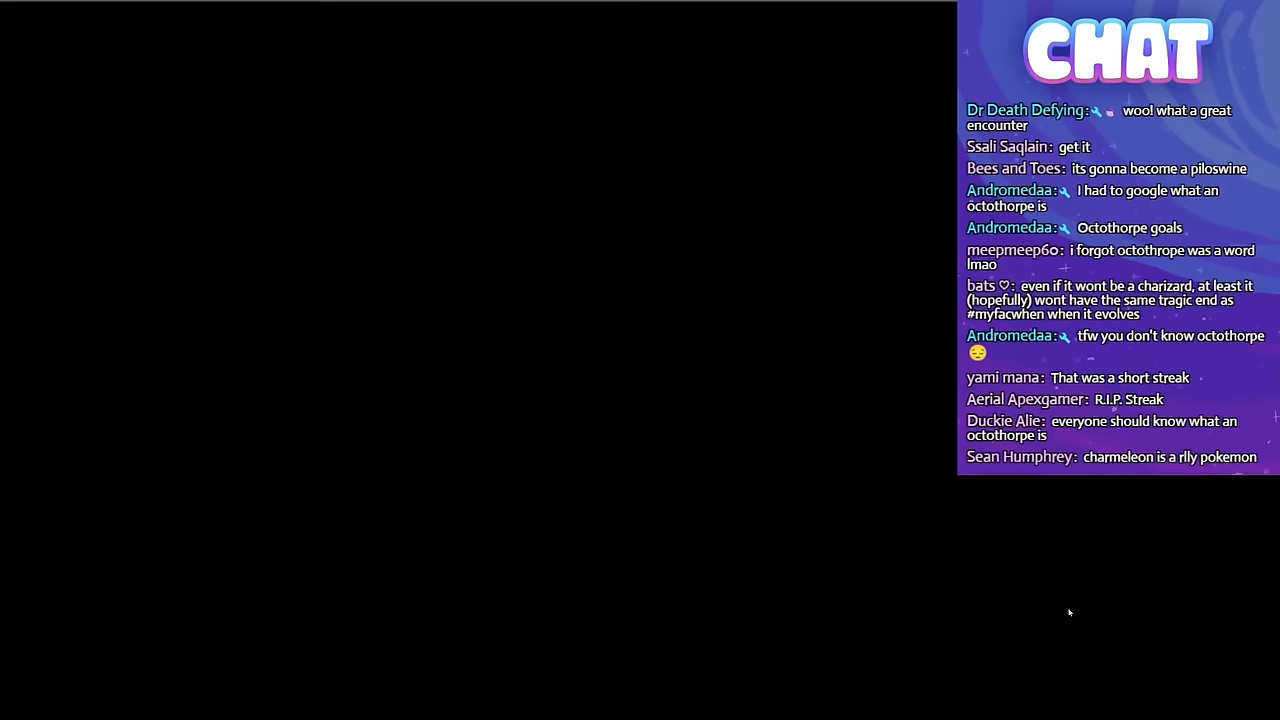 CHAT
Dr Death Defying: woo! what a great
encounter
Ssali Saqlain: get it
Bees and Toes: its gonna become a piloswine
Andromedaa: I had to google what an
octothorpe is
Andromedaa: Octothorpe goals
meepmeep60: i forgot octothrope was a word
lmao
bats ♡: even if it wont be a charizard, at least it
(hopefully) wont have the same tragic end as
#myfacwhen when it evolves
Andromedaa: tfw you don't know octothorpe
😔
yami mana: That was a short streak
Aerial Apexgamer: R.I.P. Streak
Duckie Alie: everyone should know what an
octothorpe is
Sean Humphrey: charmeleon is a rlly pokemon